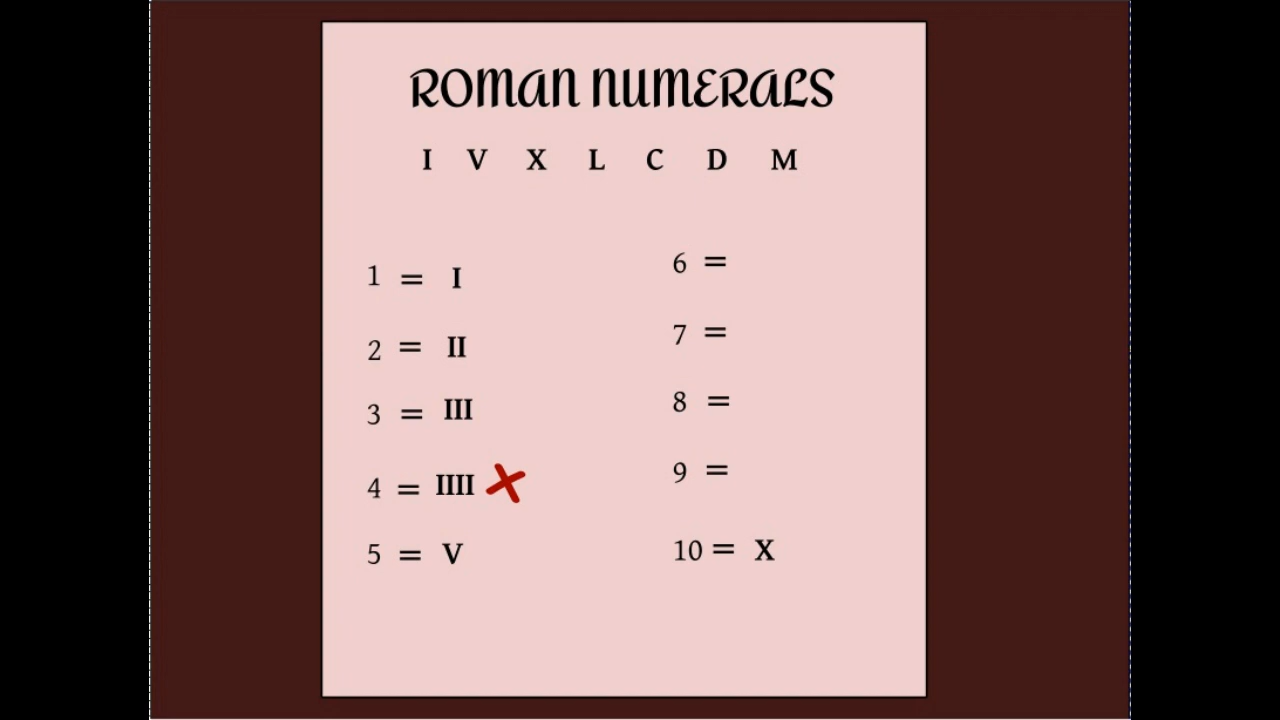 ROMAN NUMERALS
I V X L C D M
1 = I
2 = II
3 = III
4 = IIII
5 = V
6 =
7 =
8 =
9 =
10 = X